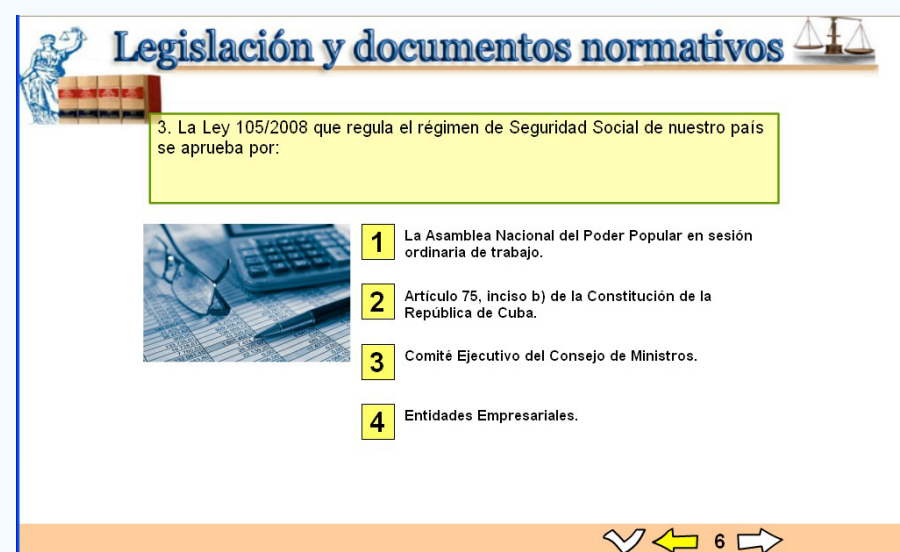 Legislación y documentos normativos
3. La Ley 105/2008 que regula el régimen de Seguridad Social de nuestro país
se aprueba por:
1 La Asamblea Nacional del Poder Popular en sesión
ordinaria de trabajo.
2 Artículo 75, inciso b) de la Constitución de la
República de Cuba.
3 Comité Ejecutivo del Consejo de Ministros.
4 Entidades Empresariales.
6